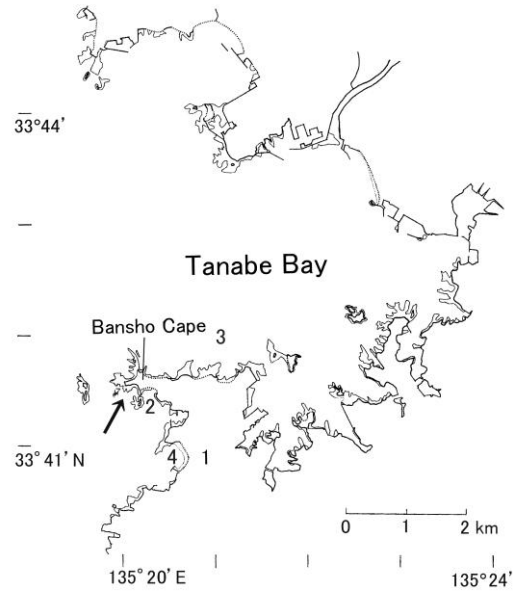 33°44'
Tanabe Bay
Bansho Cape 3
2
33°41' N
4 1
0 1 2 km
135°20' E
135°24'